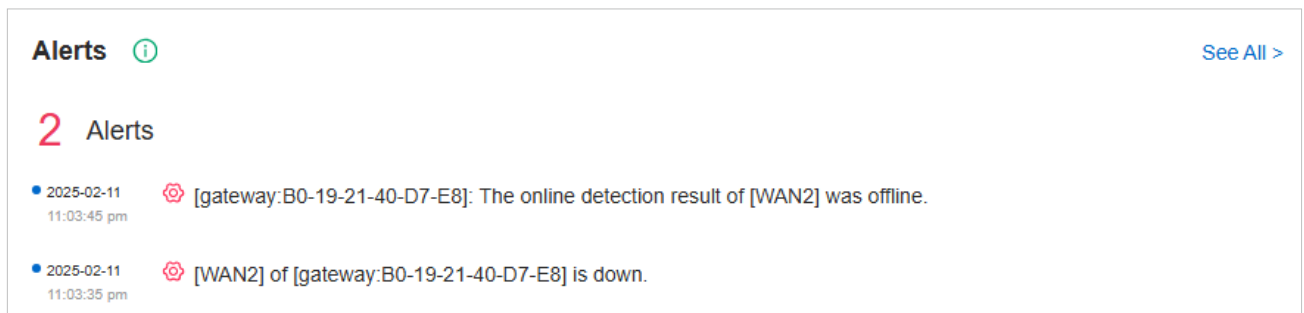 Alerts
See All >
2 Alerts
2025-02-11
11:03:45 pm
[gateway:B0-19-21-40-D7-E8]: The online detection result of [WAN2] was offline.
2025-02-11
11:03:35 pm
[WAN2] of [gateway:B0-19-21-40-D7-E8] is down.